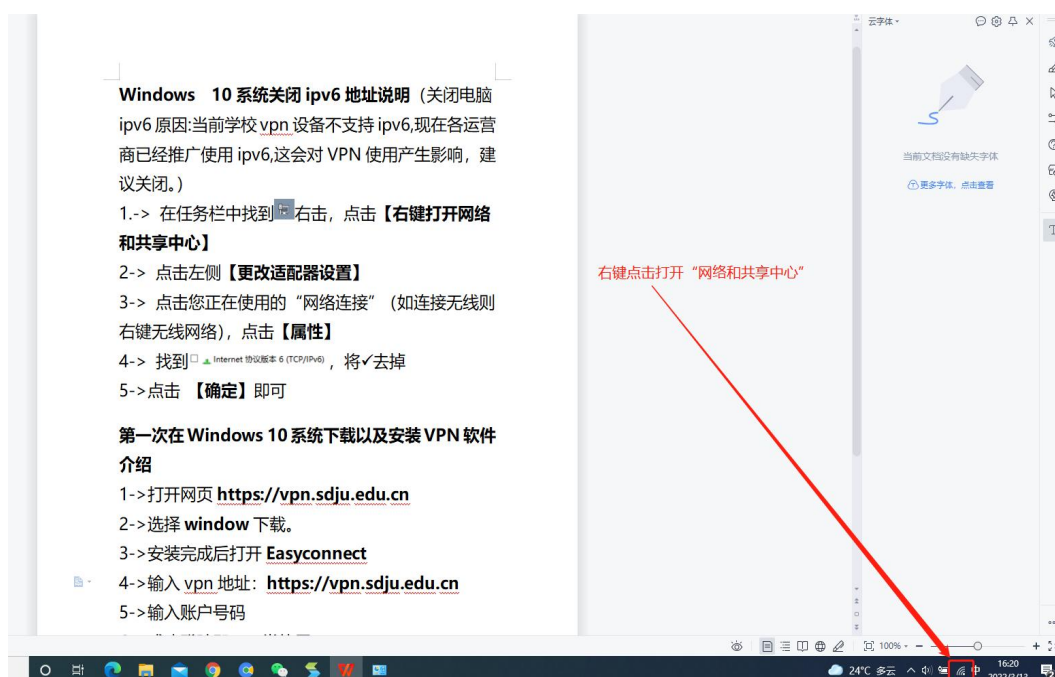 云字体
Windows 10 系统关闭 ipv6 地址说明（关闭电脑
ipv6 原因:当前学校 vpn 设备不支持 ipv6,现在各运营
商已经推广使用 ipv6,这会对 VPN 使用产生影响，建
议关闭。）
1.-> 在任务栏中找到右击，点击【右键打开网络
和共享中心】
2-> 点击左侧【更改适配器设置】
3-> 点击您正在使用的“网络连接”（如连接无线则
右键无线网络），点击【属性】
4-> 找到 Internet 协议版本 6 (TCP/IPv6) ，将✓去掉
5->点击 【确定】即可
第一次在 Windows 10 系统下载以及安装 VPN 软件
介绍
1->打开网页 https://vpn.sdju.edu.cn
2->选择 window 下载。
3->安装完成后打开 Easyconnect
4->输入 vpn 地址：https://vpn.sdju.edu.cn
5->输入账户号码
右键点击打开“网络和共享中心”
当前文档没有缺失字体
更多字体，点击查看
100%
24°C 多云
中
16:20